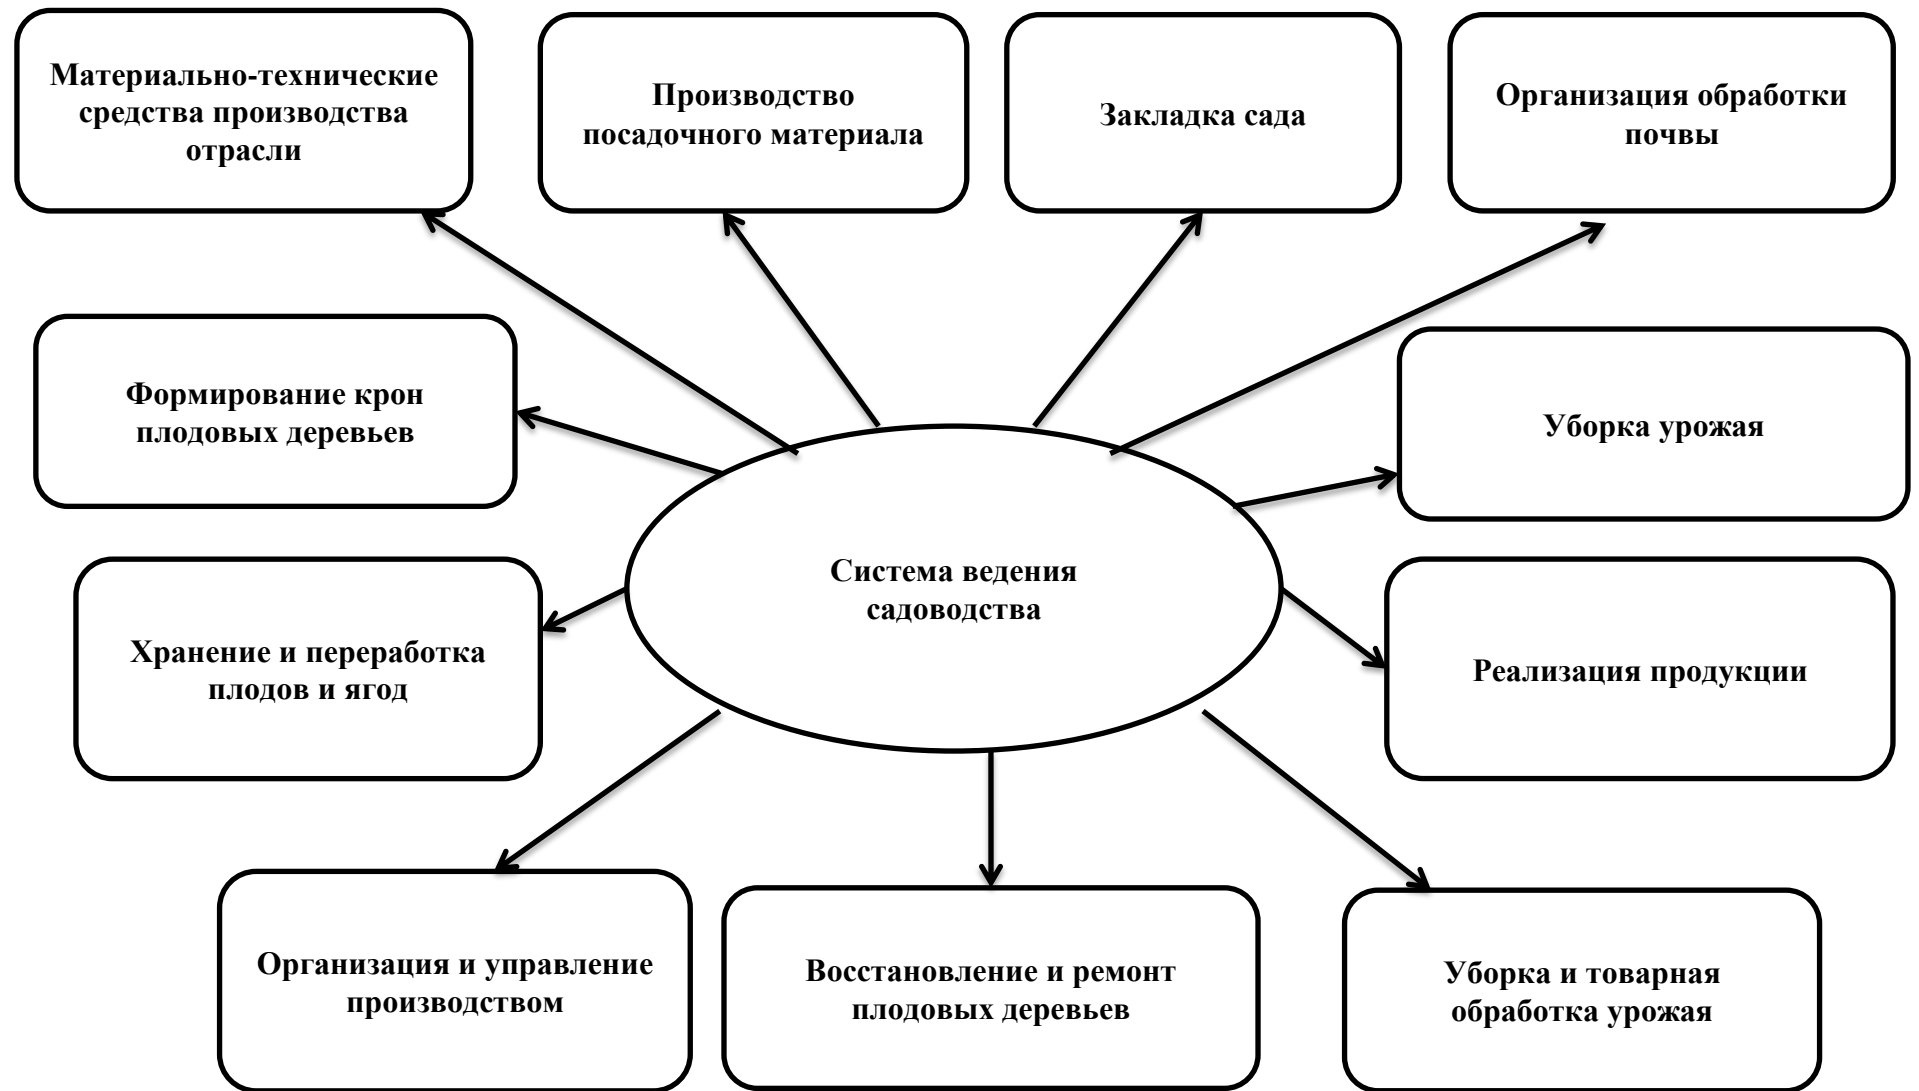 Материально-технические
средства производства
отрасли
Производство
посадочного материала
Закладка сада
Организация обработки
почвы
Формирование крон
плодовых деревьев
Уборка урожая
Система ведения
садоводства
Хранение и переработка
плодов и ягод
Реализация продукции
Организация и управление
производством
Восстановление и ремонт
плодовых деревьев
Уборка и товарная
обработка урожая